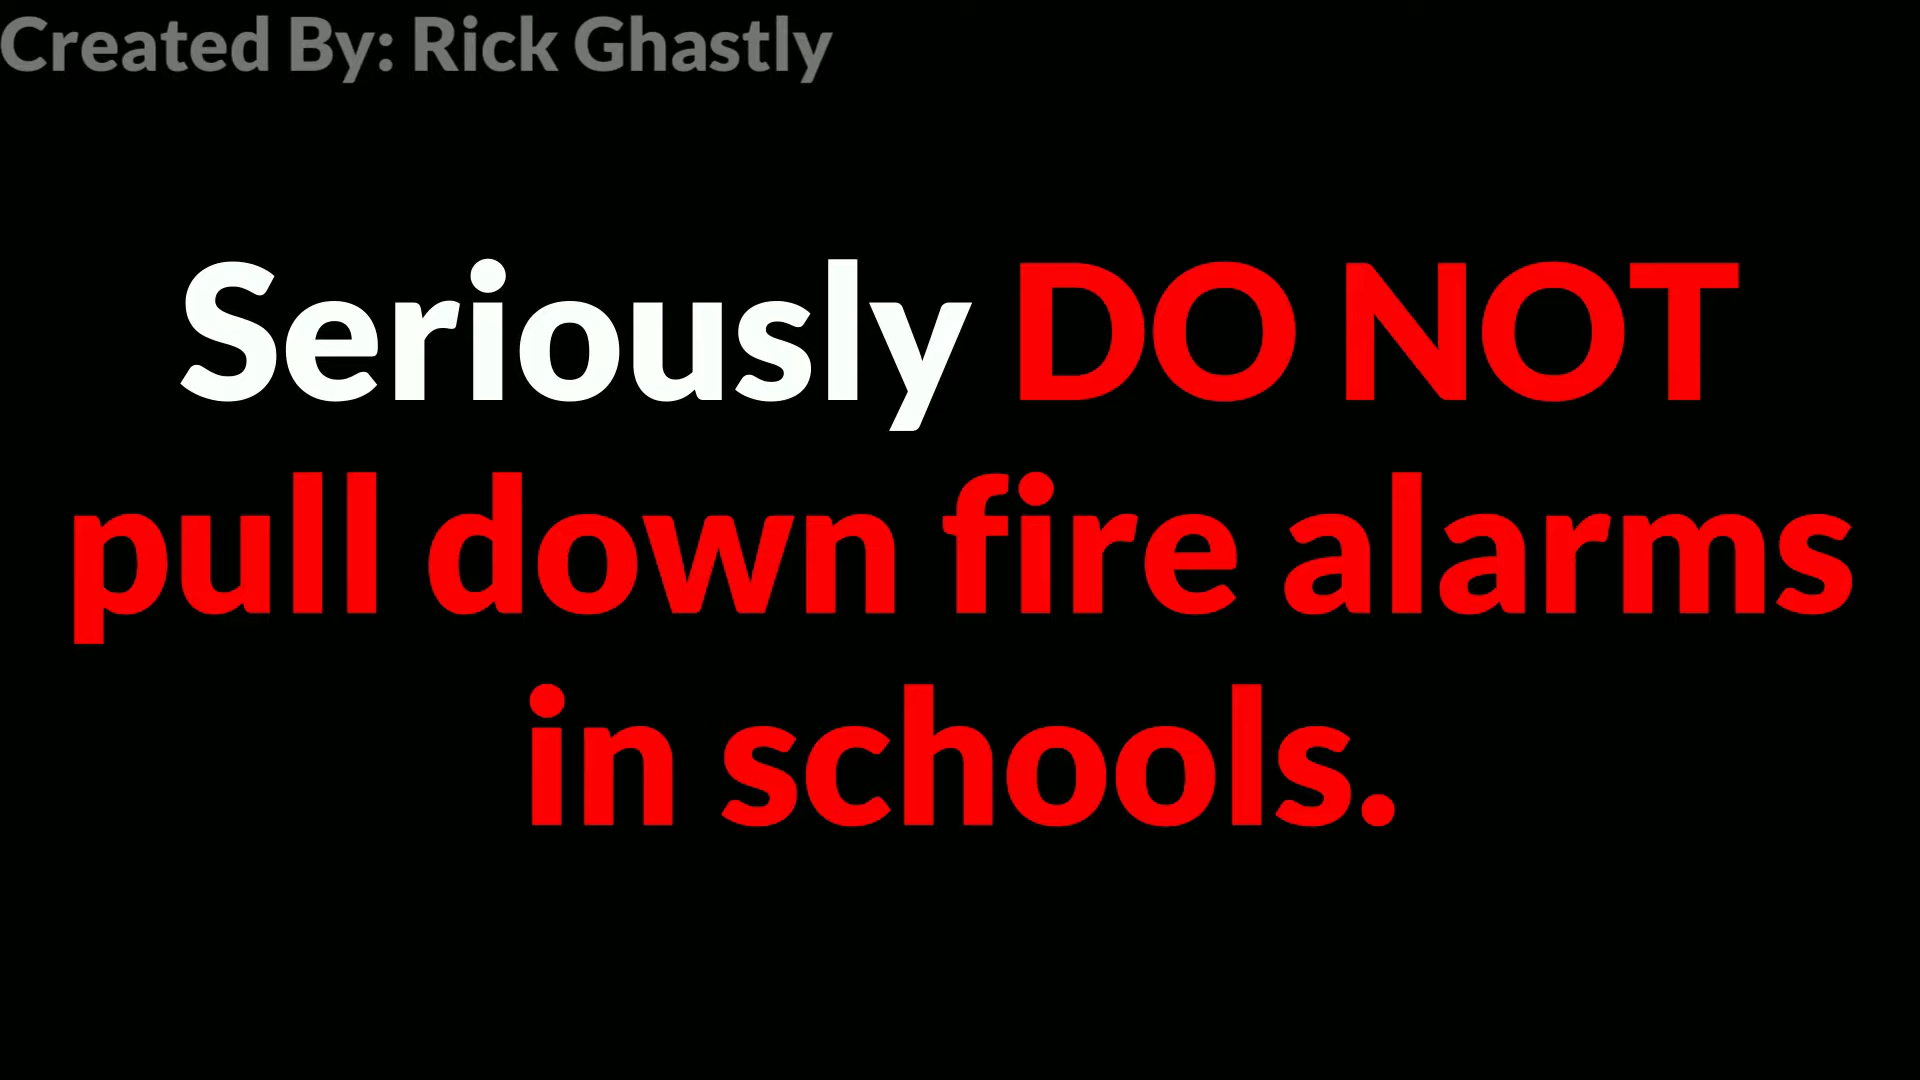 Created By: Rick Ghastly
Seriously DO NOT
pull down fire alarms
in schools.